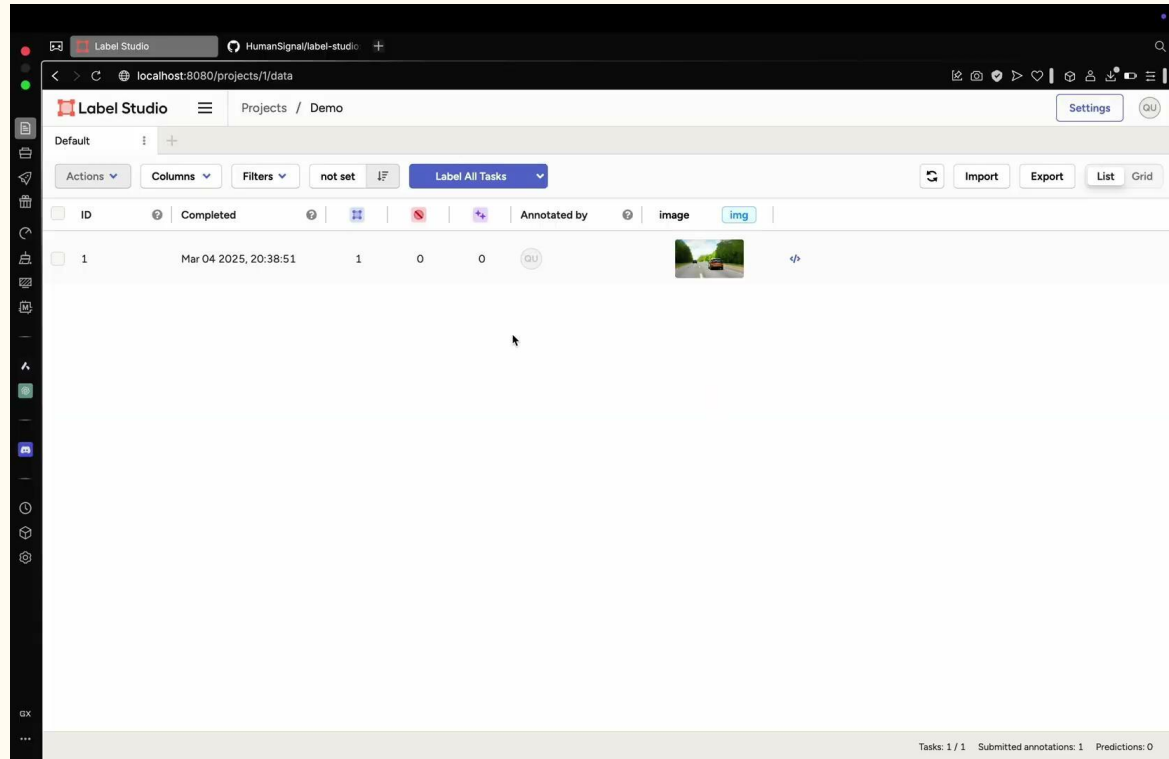 Label Studio
HumanSignal/label-studio
localhost:8080/projects/1/data
Label Studio
Projects / Demo
Settings
QU
Default
Actions
Columns
Filters
not set
Label All Tasks
Import
Export
List
Grid
ID
Completed
Annotated by
image
img
1
Mar 04 2025, 20:38:51
1
0
0
QU
</>
GX
Tasks: 1 / 1
Submitted annotations: 1
Predictions: 0